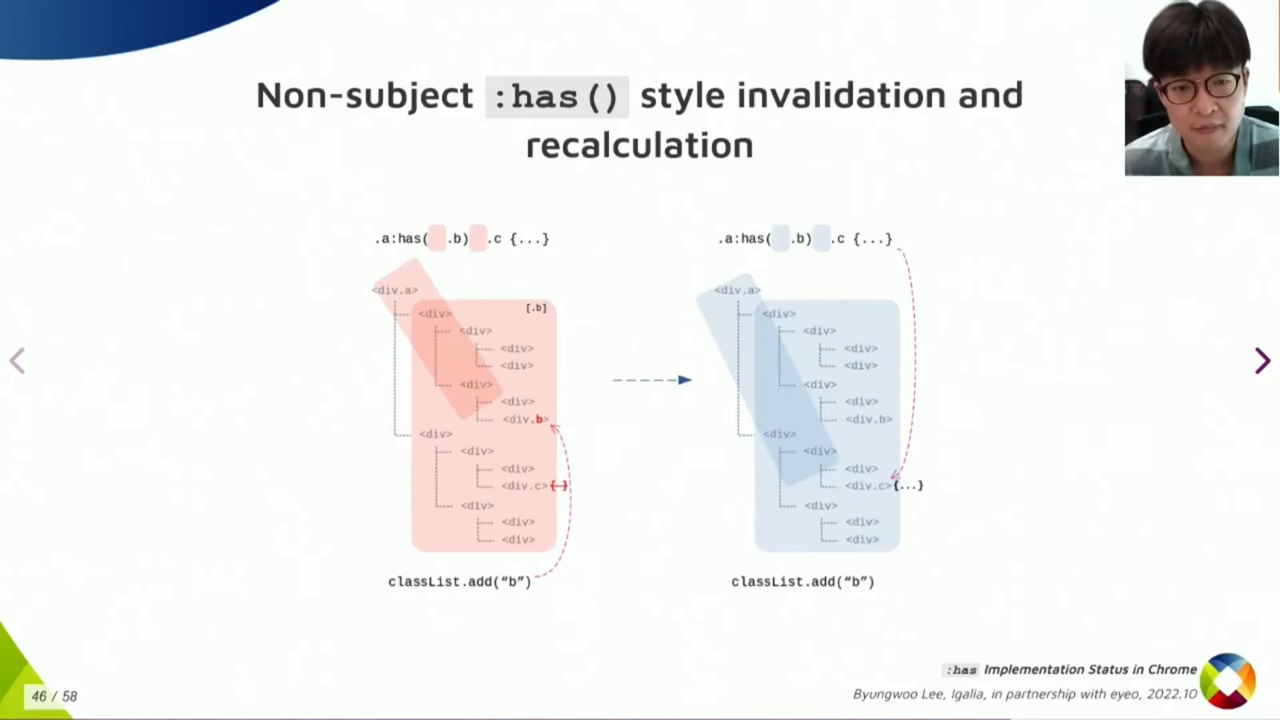 Non-subject :has() style invalidation and
recalculation
.a:has( .b) .c {...}
<div.a>
[.b]
<div>
<div>
<div>
<div>
<div>
<div>
<div.b>
<div>
<div>
<div>
<div.c>{...}
<div>
<div>
<div>
classList.add(“b”)
.a:has( .b) .c {...}
<div.a>
<div>
<div>
<div>
<div>
<div>
<div>
<div.b>
<div>
<div>
<div>
<div.c>{...}
<div>
<div>
<div>
classList.add(“b”)
:has Implementation Status in Chrome
Byungwoo Lee, Igalia, in partnership with eyeo, 2022.10
46 / 58